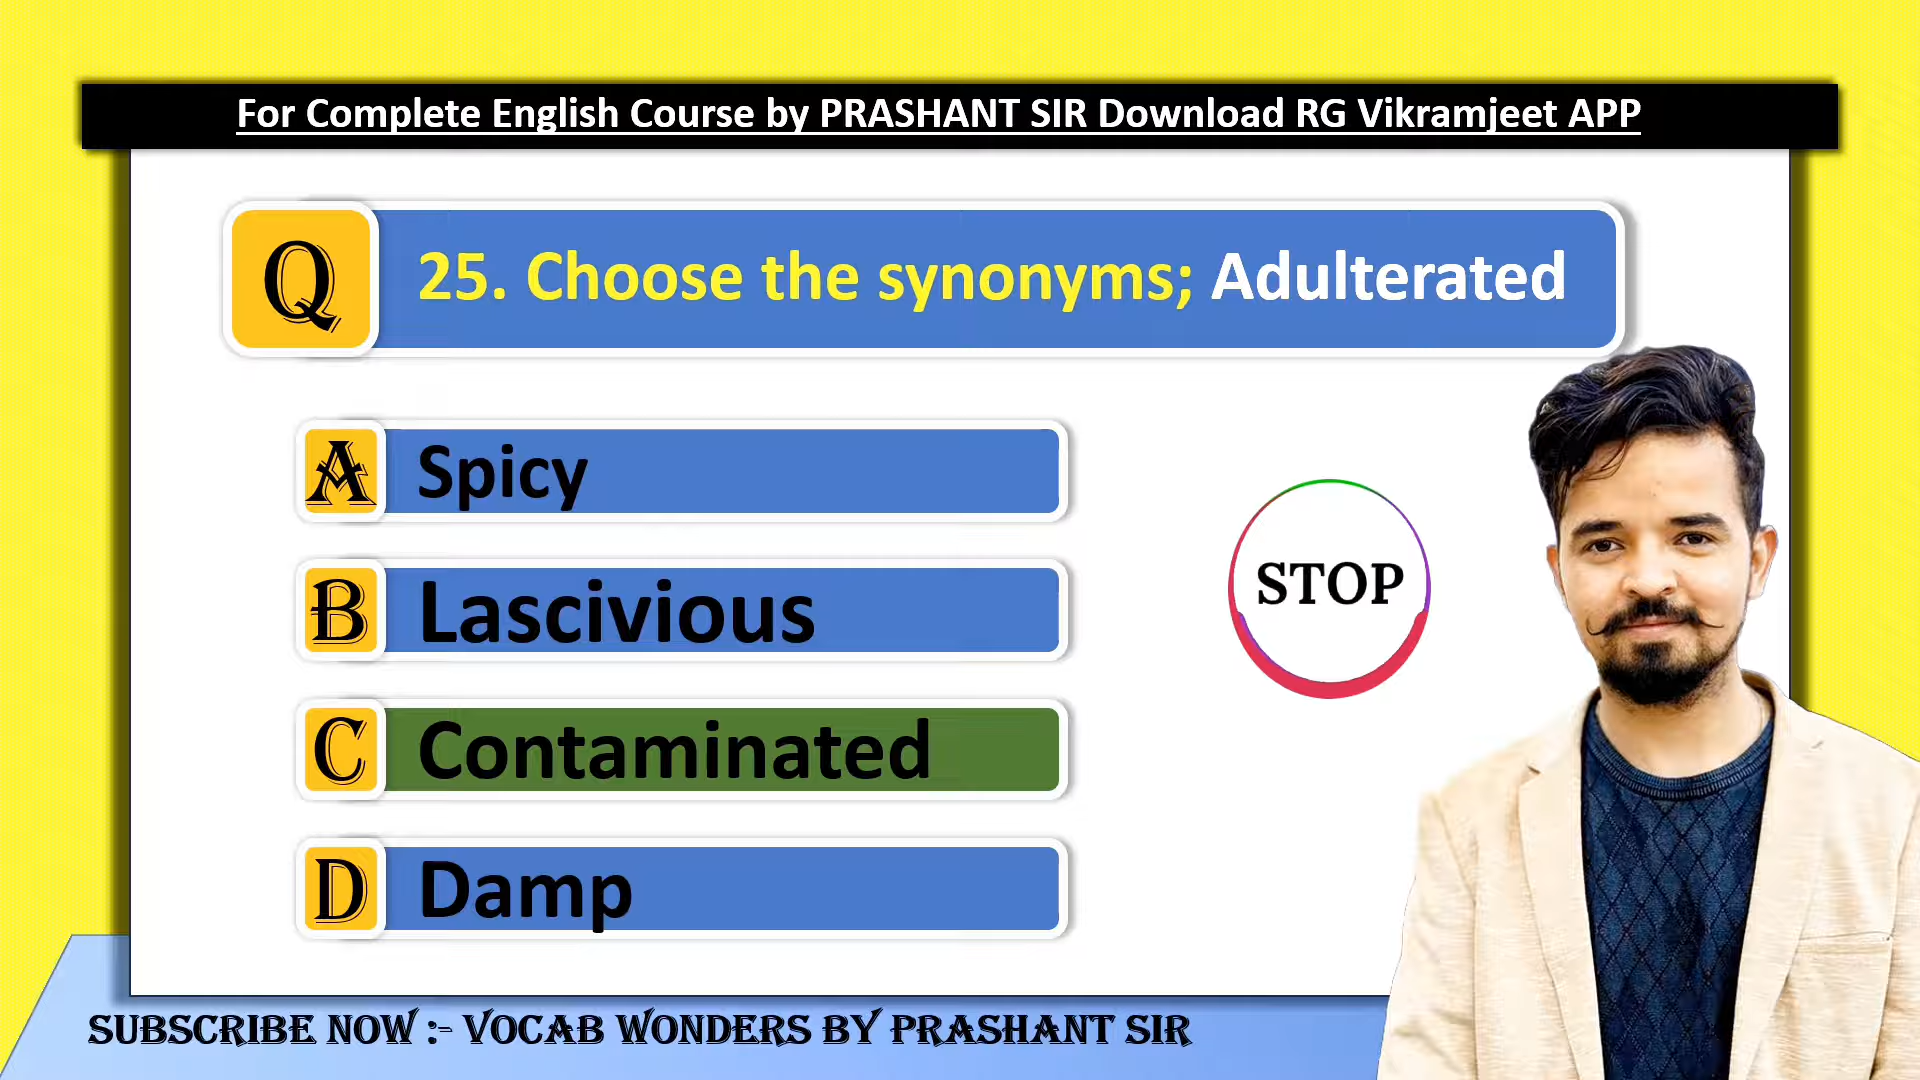 For Complete English Course by PRASHANT SIR Download RG Vikramjeet APP
Q
25. Choose the synonyms; Adulterated
A Spicy
B Lascivious
STOP
C Contaminated
D Damp
SUBSCRIBE NOW :- VOCAB WONDERS BY PRASHANT SIR